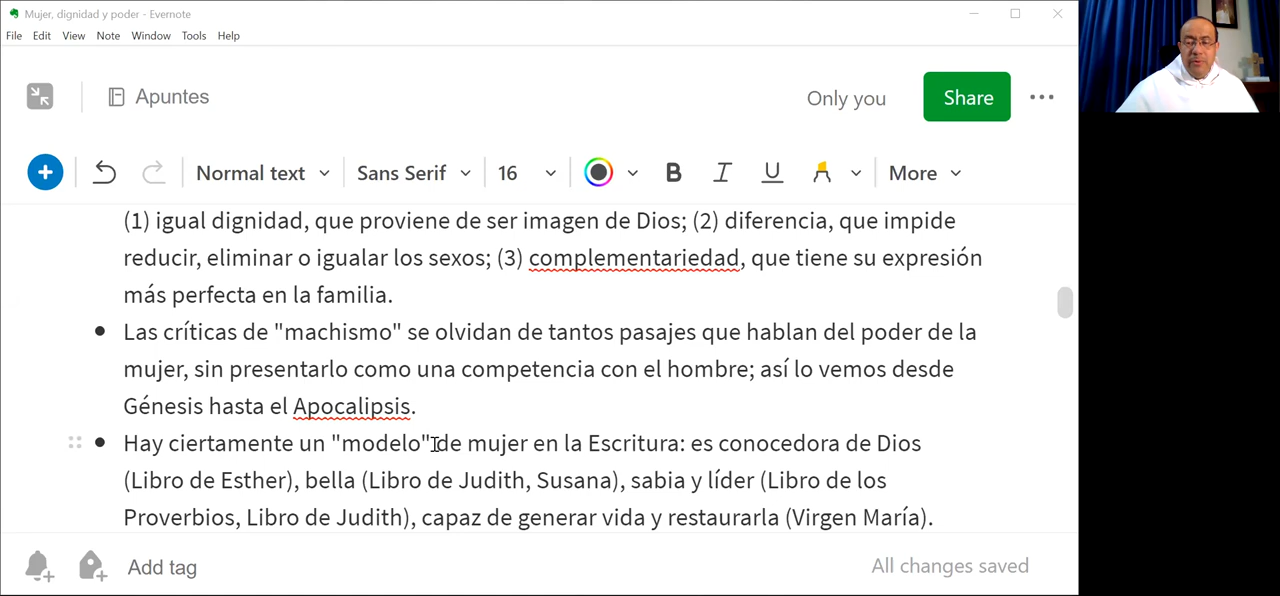 Mujer, dignidad y poder - Evernote
File Edit View Note Window Tools Help
Apuntes
Only you
Share
Normal text
Sans Serif
16
B I U
More
(1) igual dignidad, que proviene de ser imagen de Dios; (2) diferencia, que impide
reducir, eliminar o igualar los sexos; (3) complementariedad, que tiene su expresión
más perfecta en la familia.
Las críticas de "machismo" se olvidan de tantos pasajes que hablan del poder de la
mujer, sin presentarlo como una competencia con el hombre; así lo vemos desde
Génesis hasta el Apocalipsis.
Hay ciertamente un "modelo" de mujer en la Escritura: es conocedora de Dios
(Libro de Esther), bella (Libro de Judith, Susana), sabia y líder (Libro de los
Proverbios, Libro de Judith), capaz de generar vida y restaurarla (Virgen María).
Add tag
All changes saved